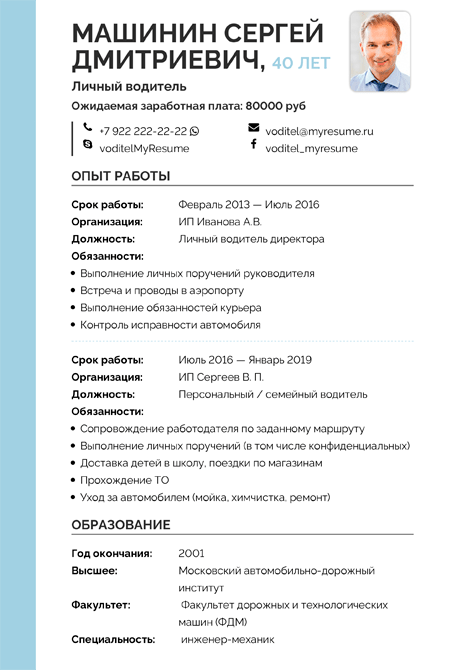 МАШИНИН СЕРГЕЙ
ДМИТРИЕВИЧ, 40 ЛЕТ
Личный водитель
Ожидаемая заработная плата: 80000 руб
+7 922 222-22-22 voditel@myresume.ru
voditelMyResume voditel_myresume
ОПЫТ РАБОТЫ
Срок работы: Февраль 2013 — Июль 2016
Организация: ИП Иванова А.В.
Должность: Личный водитель директора
Обязанности:
• Выполнение личных поручений руководителя
• Встреча и проводы в аэропорту
• Выполнение обязанностей курьера
• Контроль исправности автомобиля
Срок работы: Июль 2016 — Январь 2019
Организация: ИП Сергеев В. П.
Должность: Персональный / семейный водитель
Обязанности:
• Сопровождение работодателя по заданному маршруту
• Выполнение личных поручений (в том числе конфиденциальных)
• Доставка детей в школу, поездки по магазинам
• Прохождение ТО
• Уход за автомобилем (мойка, химчистка. ремонт)
ОБРАЗОВАНИЕ
Год окончания: 2001
Высшее: Московский автомобильно-дорожный
институт
Факультет: Факультет дорожных и технологических
машин (ФДМ)
Специальность: инженер-механик